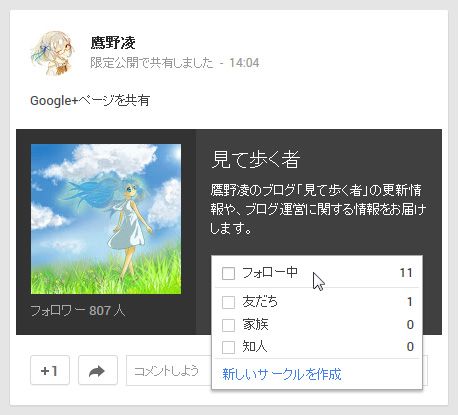 鷹野凌
限定公開で共有しました - 14:04
Google+ページを共有
見て歩く者
鷹野凌のブログ「見て歩く者」の更新情
報や、ブログ運営に関する情報をお届け
します。
フォロワー 807 人
フォロー中 11
友だち 1
家族 0
知人 0
新しいサークルを作成
+1
コメントしよう